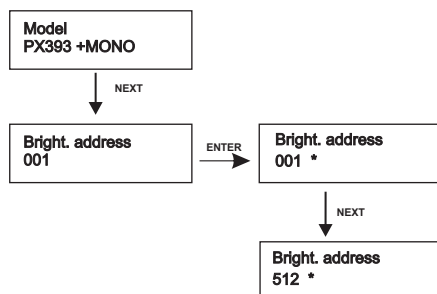 Model
PX393 +MONO
NEXT
Bright. address
001
ENTER
Bright. address
001 *
NEXT
Bright. address
512 *